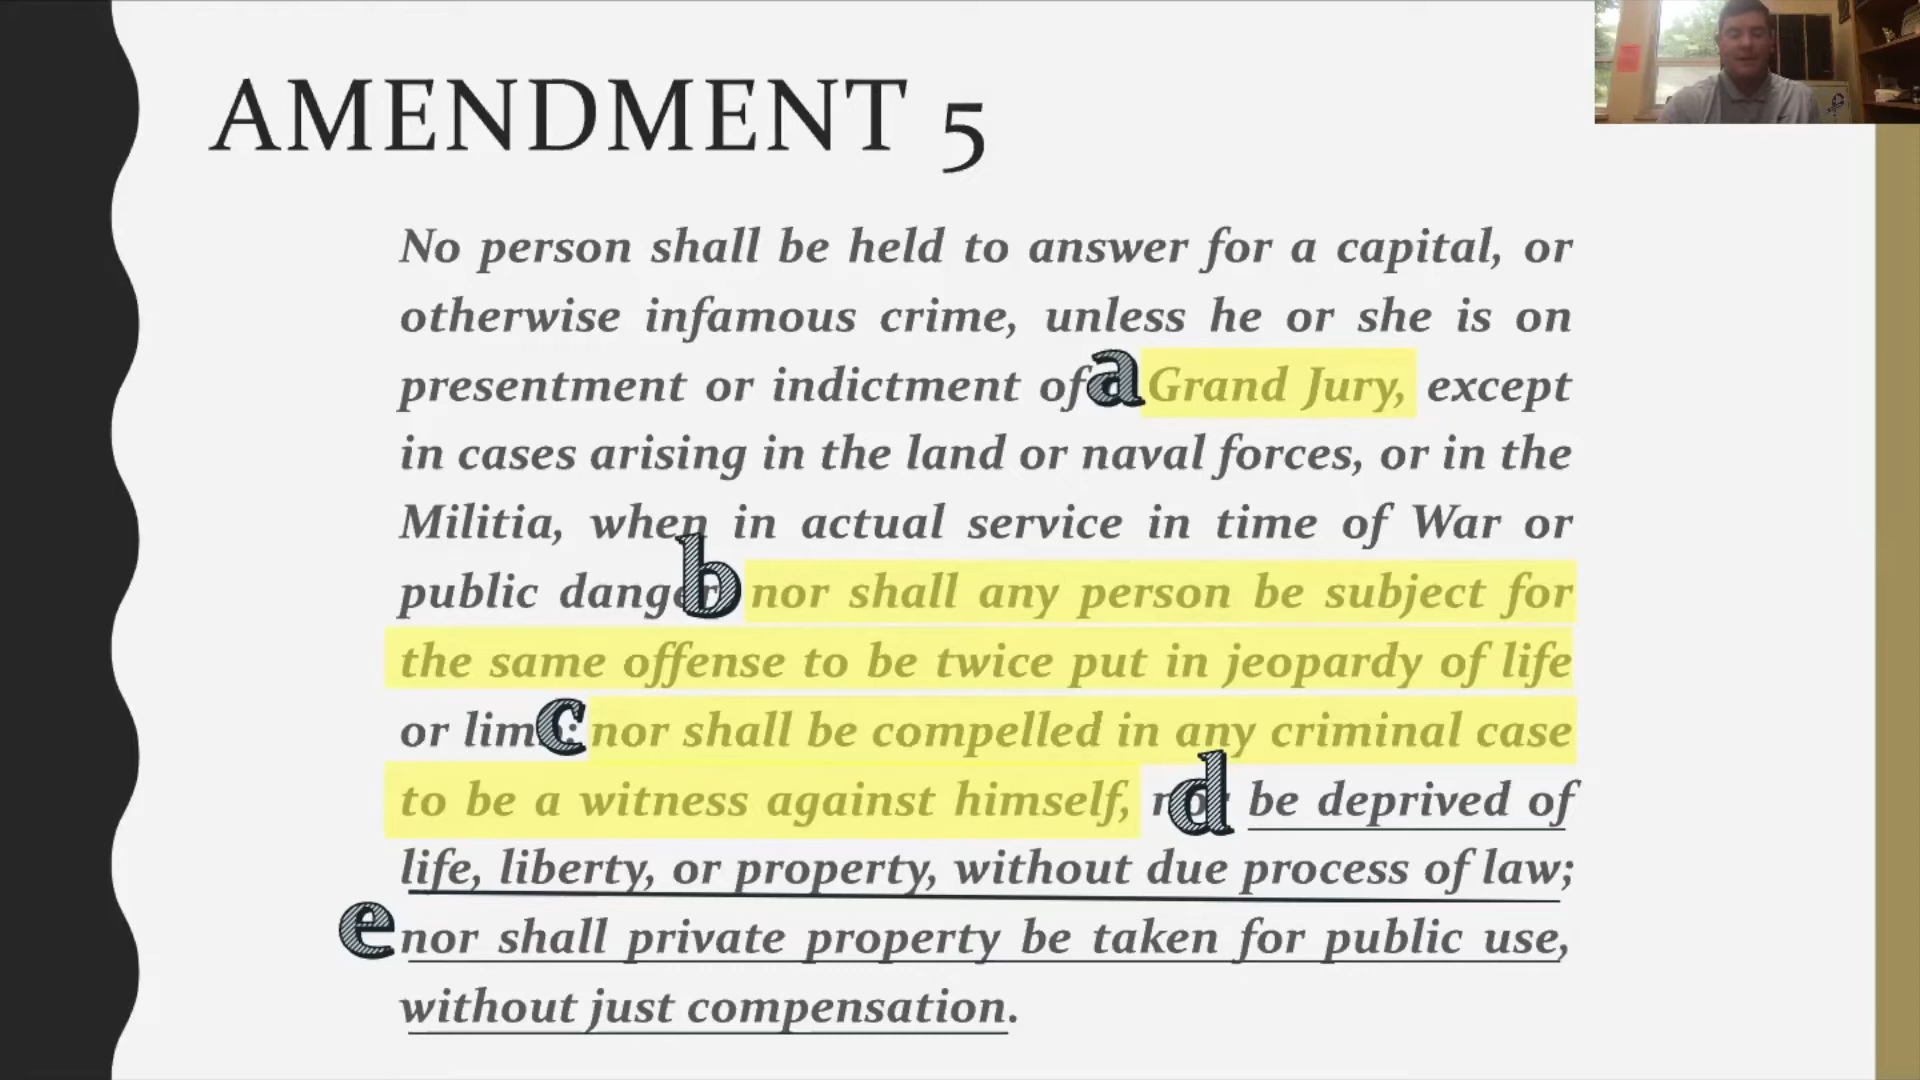 AMENDMENT 5
No person shall be held to answer for a capital, or
otherwise infamous crime, unless he or she is on
presentment or indictment of a Grand Jury, except
in cases arising in the land or naval forces, or in the
Militia, when in actual service in time of War or
public danger b nor shall any person be subject for
the same offense to be twice put in jeopardy of life
or limb; c nor shall be compelled in any criminal case
to be a witness against himself, nor d be deprived of
life, liberty, or property, without due process of law;
e nor shall private property be taken for public use,
without just compensation.